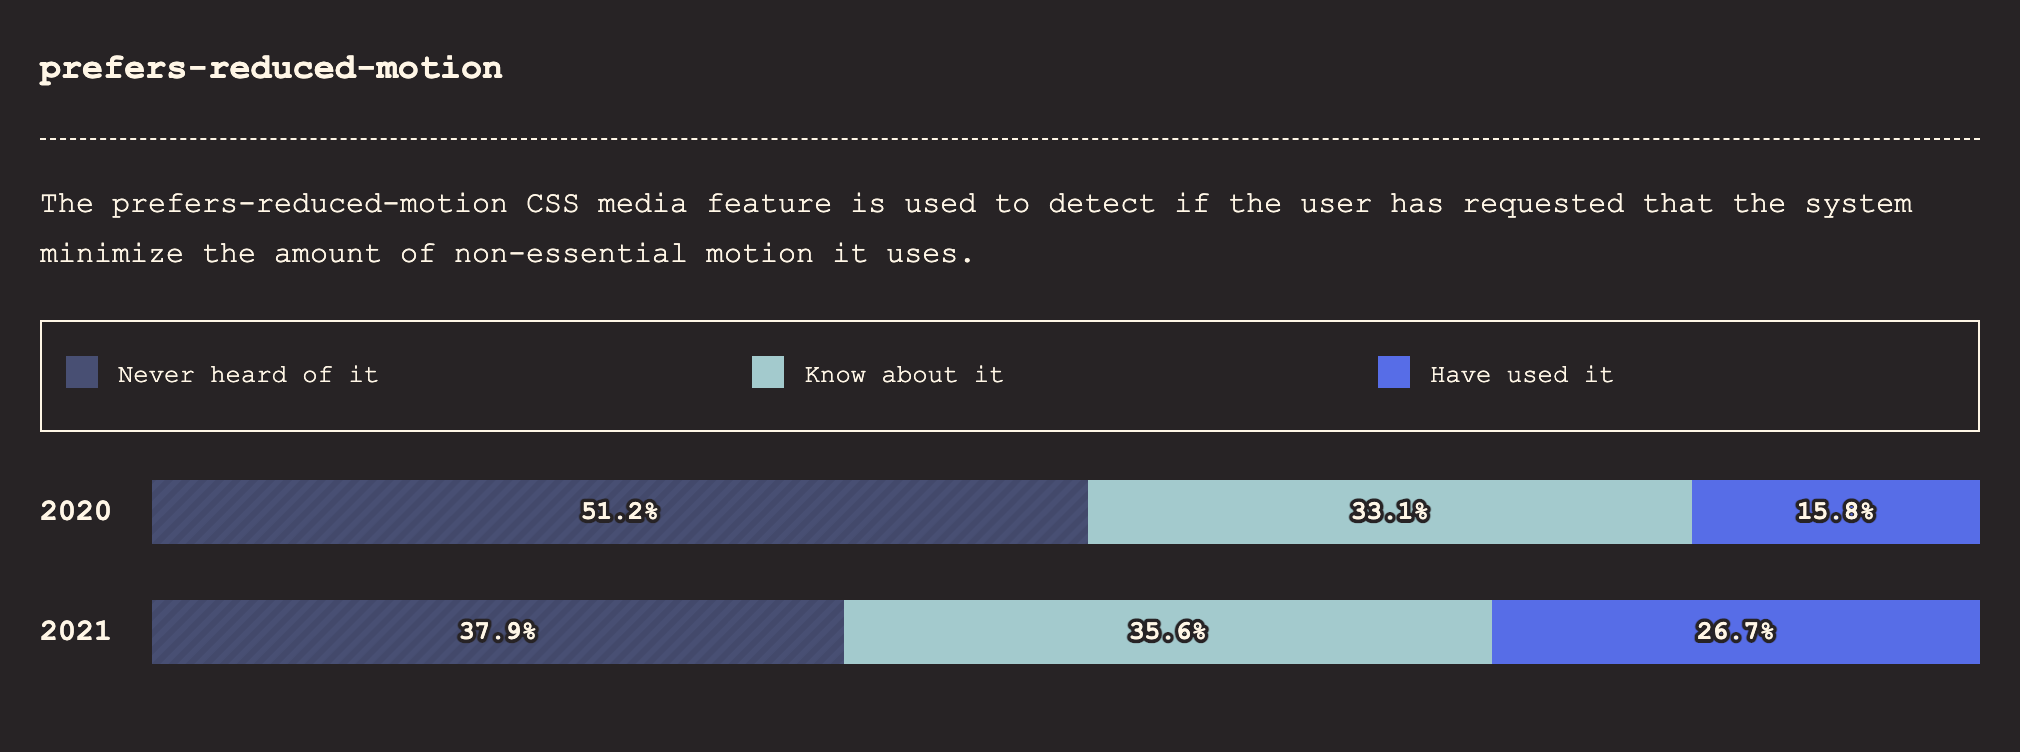 prefers-reduced-motion
The prefers-reduced-motion CSS media feature is used to detect if the user has requested that the system
minimize the amount of non-essential motion it uses.
Never heard of it Know about it Have used it
2020 51.2% 33.1% 15.8%
2021 37.9% 35.6% 26.7%